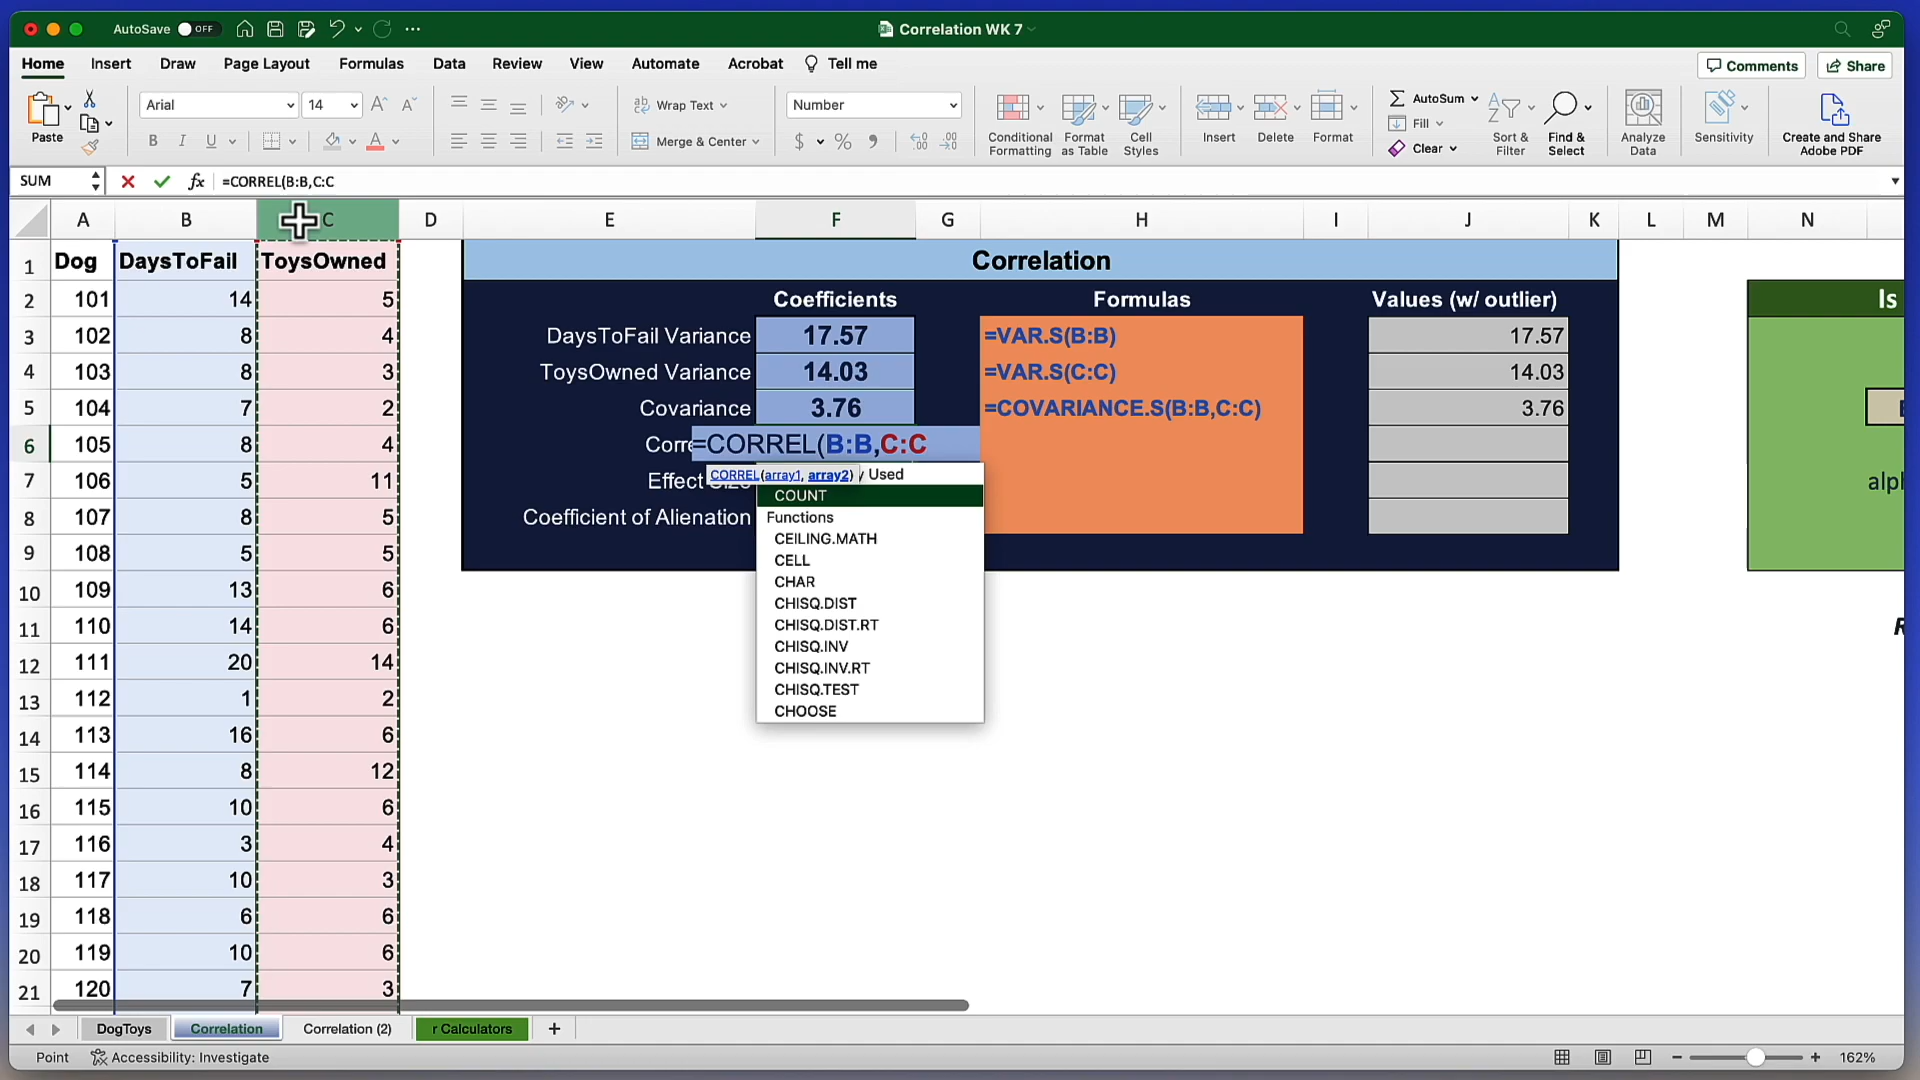 AutoSave OFF
Correlation WK 7
Home Insert Draw Page Layout Formulas Data Review View Automate Acrobat Tell me
Comments Share
Paste
Arial 14
B I U
Wrap Text
Merge & Center
Number
$ % ,
Conditional Formatting
Format as Table
Cell Styles
Insert Delete Format
AutoSum
Fill
Clear
Sort & Filter
Find & Select
Analyze Data
Sensitivity
Create and Share Adobe PDF
SUM fx =CORREL(B:B,C:C
A B C D E F G H I J K L M N
1 Dog DaysToFail ToysOwned Correlation
2 101 14 5 Coefficients Formulas Values (w/ outlier) Is
3 102 8 4 DaysToFail Variance 17.57 =VAR.S(B:B) 17.57
4 103 8 3 ToysOwned Variance 14.03 =VAR.S(C:C) 14.03
5 104 7 2 Covariance 3.76 =COVARIANCE.S(B:B,C:C) 3.76
6 105 8 4 Corre =CORREL(B:B,C:C
7 106 5 11 Effect Size CORREL(array1, array2) y Used alph
COUNT
8 107 8 5 Coefficient of Alienation Functions
CEILING.MATH
9 108 5 5 CELL
CHAR
10 109 13 6 CHISQ.DIST
11 110 14 6 CHISQ.DIST.RT R
CHISQ.INV
12 111 20 14 CHISQ.INV.RT
13 112 1 2 CHISQ.TEST
CHOOSE
14 113 16 6
15 114 8 12
16 115 10 6
17 116 3 4
18 117 10 3
19 118 6 6
20 119 10 6
21 120 7 3
DogToys Correlation Correlation (2) r Calculators +
Point Accessibility: Investigate 162%